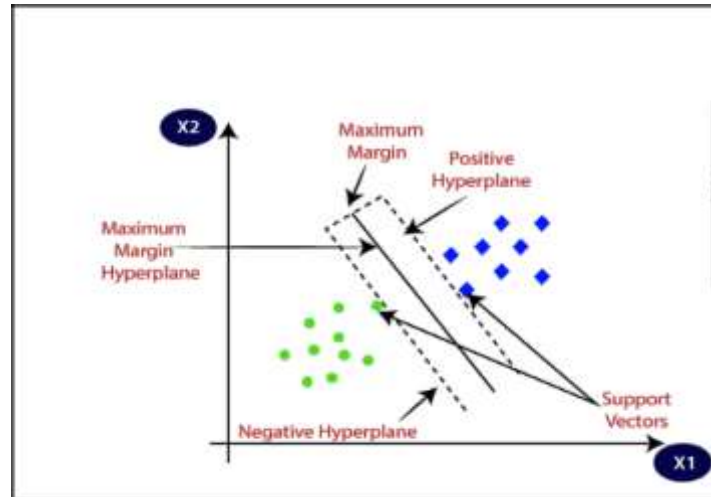 X2
Maximum
Margin
Positive
Hyperplane
Maximum
Margin
Hyperplane
Negative Hyperplane
Support
Vectors
X1